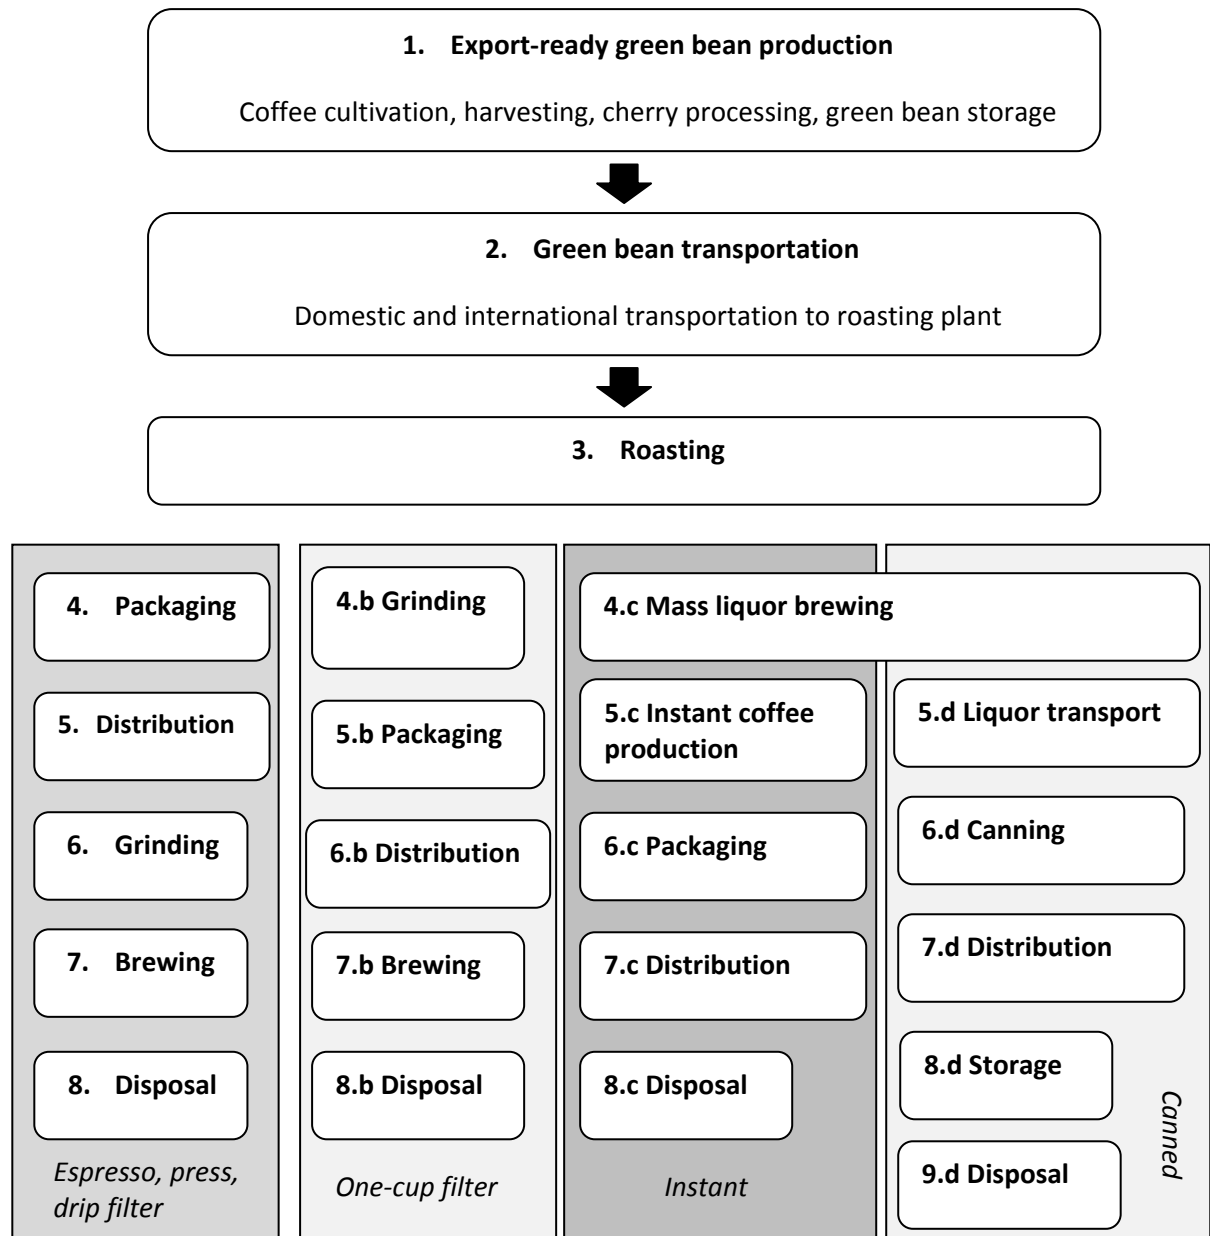 1. Export-ready green bean production
Coffee cultivation, harvesting, cherry processing, green bean storage
2. Green bean transportation
Domestic and international transportation to roasting plant
3. Roasting
4. Packaging
5. Distribution
6. Grinding
7. Brewing
8. Disposal
Espresso, press,
drip filter
4.b Grinding
5.b Packaging
6.b Distribution
7.b Brewing
8.b Disposal
One-cup filter
4.c Mass liquor brewing
5.c Instant coffee
production
6.c Packaging
7.c Distribution
8.c Disposal
Instant
5.d Liquor transport
6.d Canning
7.d Distribution
8.d Storage
9.d Disposal
Canned